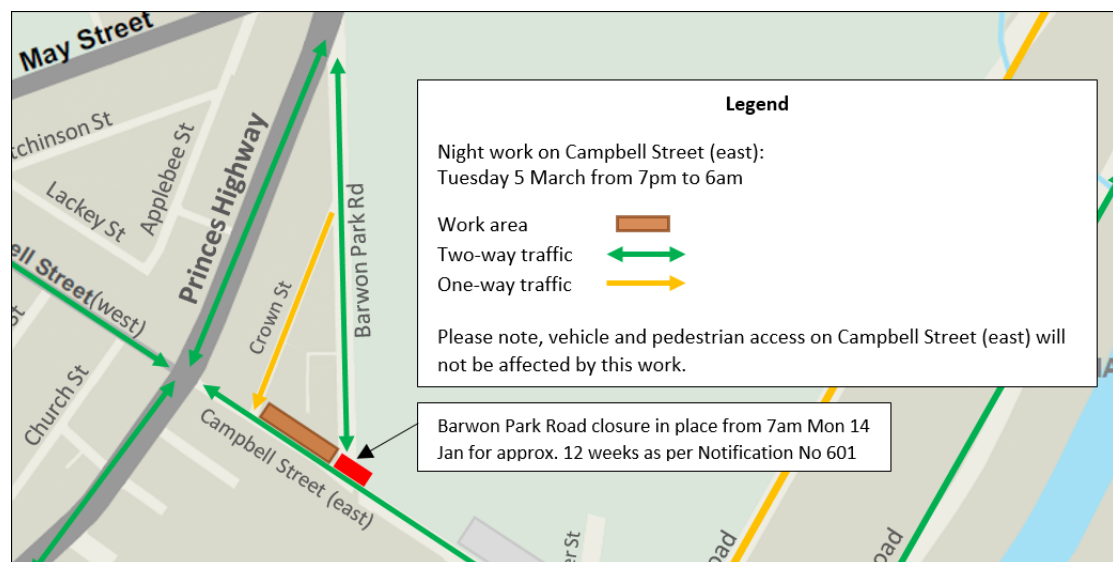 May Street
tchinson St
Applebee St
Lackey St
Princes Highway
Barwon Park Rd
Crown St
ell Street(west)
St
Church St
Campbell Street (east)
er St
oad
oad
Legend
Night work on Campbell Street (east):
Tuesday 5 March from 7pm to 6am
Work area
Two-way traffic
One-way traffic
Please note, vehicle and pedestrian access on Campbell Street (east) will
not be affected by this work.
Barwon Park Road closure in place from 7am Mon 14
Jan for approx. 12 weeks as per Notification No 601